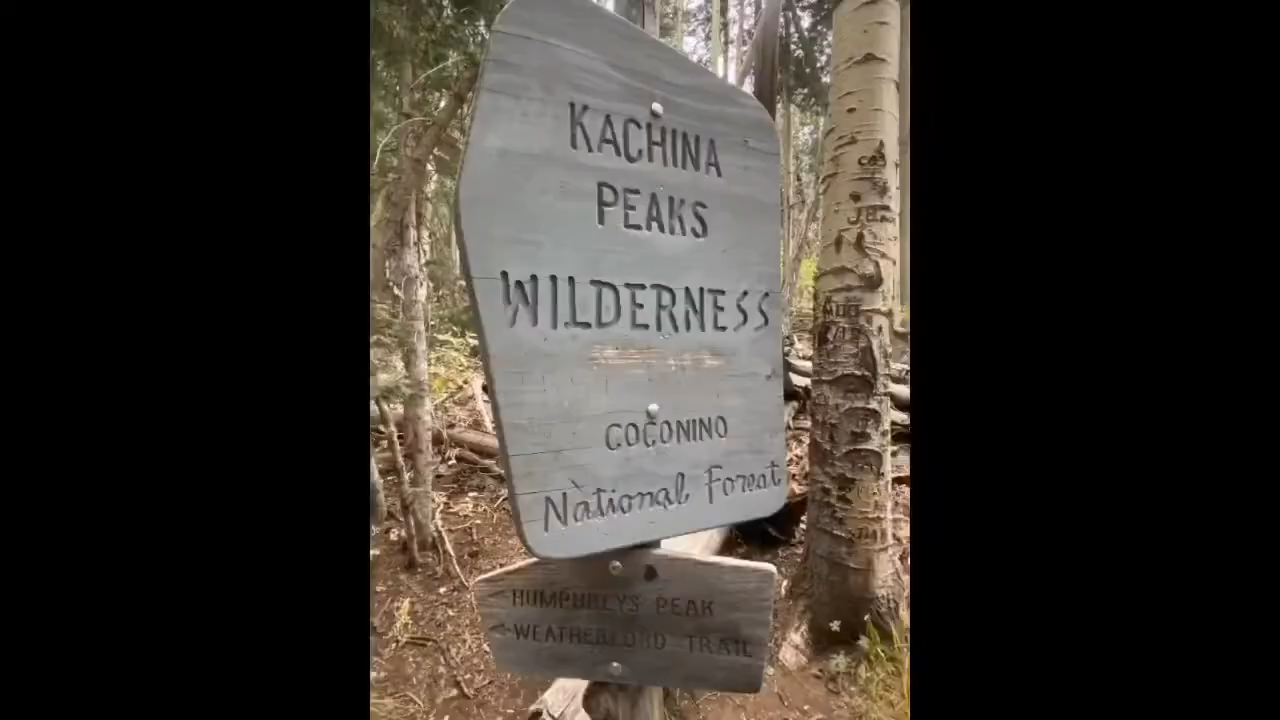 KACHINA
PEAKS
WILDERNESS
COCONINO
National Forest
HUMPHREYS PEAK
WEATHERFORD TRAIL